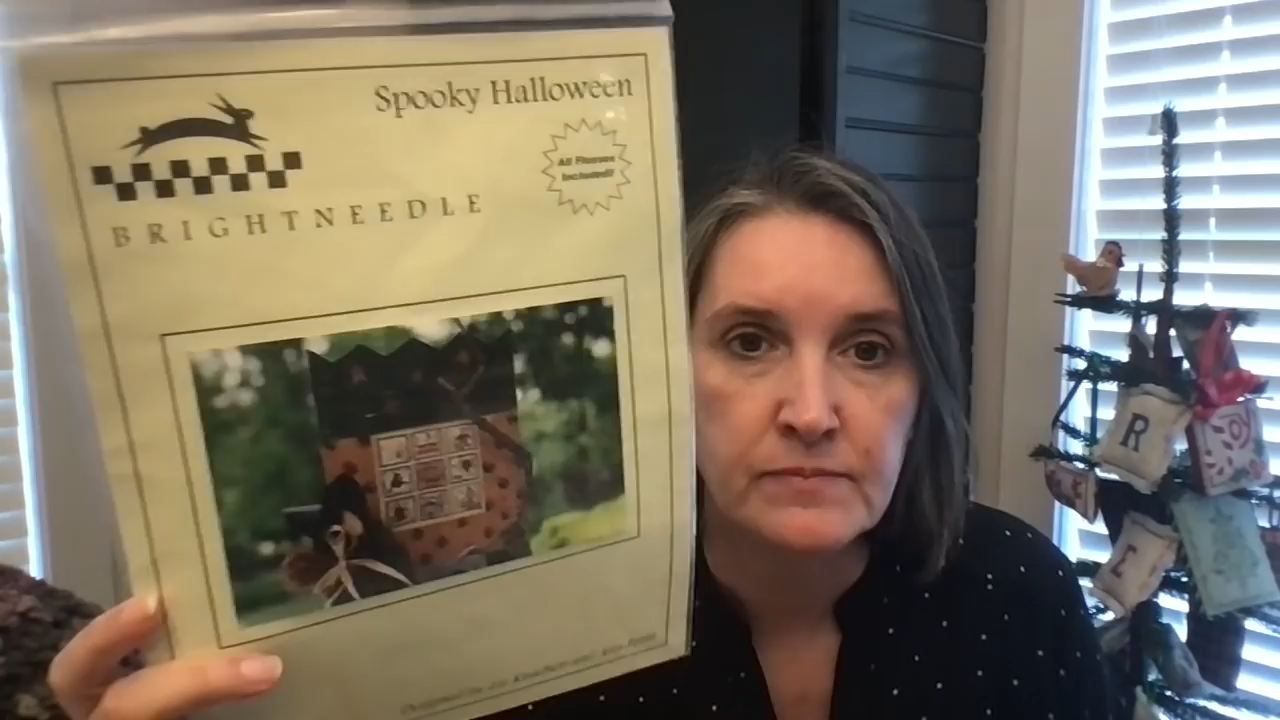 Spooky Halloween
All Flosses
Included!
BRIGHTNEEDLE
R
E